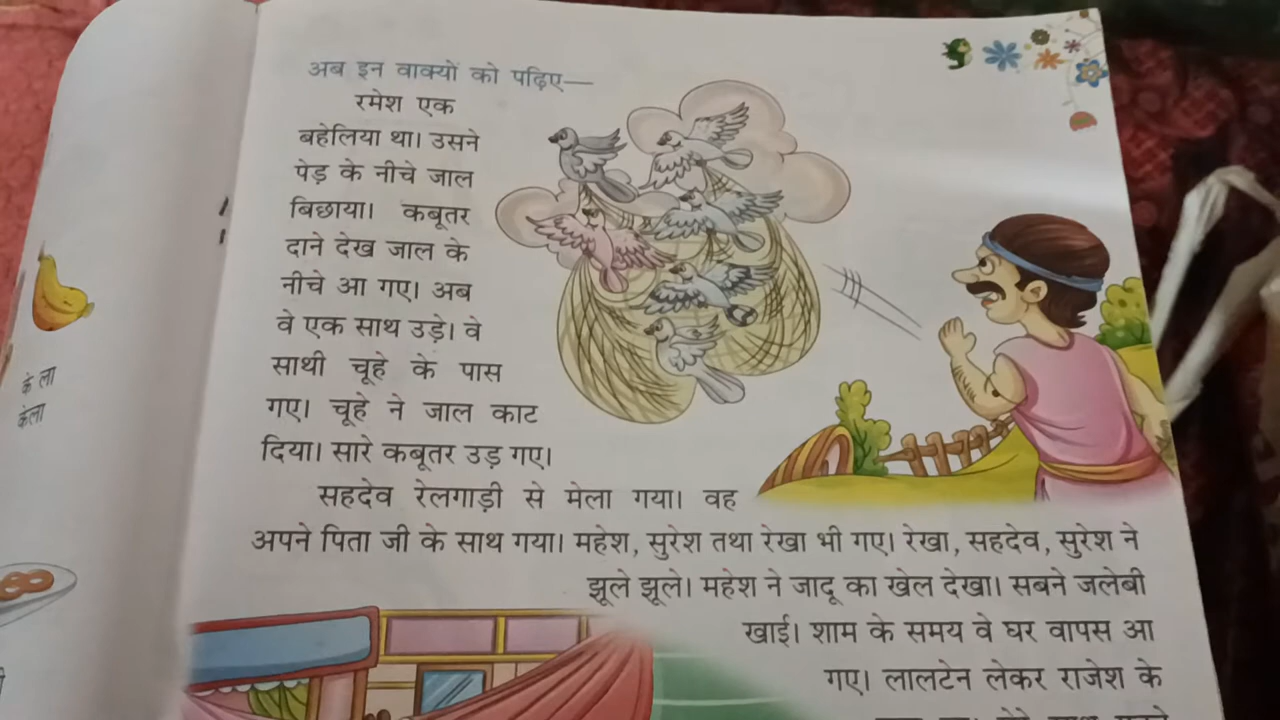 अब इन वाक्यों को पढ़िए—
रमेश एक
बहेलिया था। उसने
पेड़ के नीचे जाल
बिछाया। कबूतर
दाने देख जाल के
नीचे आ गए। अब
वे एक साथ उड़े। वे
साथी चूहे के पास
गए। चूहे ने जाल काट
दिया। सारे कबूतर उड़ गए।
सहदेव रेलगाड़ी से मेला गया। वह
अपने पिता जी के साथ गया। महेश, सुरेश तथा रेखा भी गए। रेखा, सहदेव, सुरेश ने
झूले झूले। महेश ने जादू का खेल देखा। सबने जलेबी
खाई। शाम के समय वे घर वापस आ
गए। लालटेन लेकर राजेश के
के ला
केला